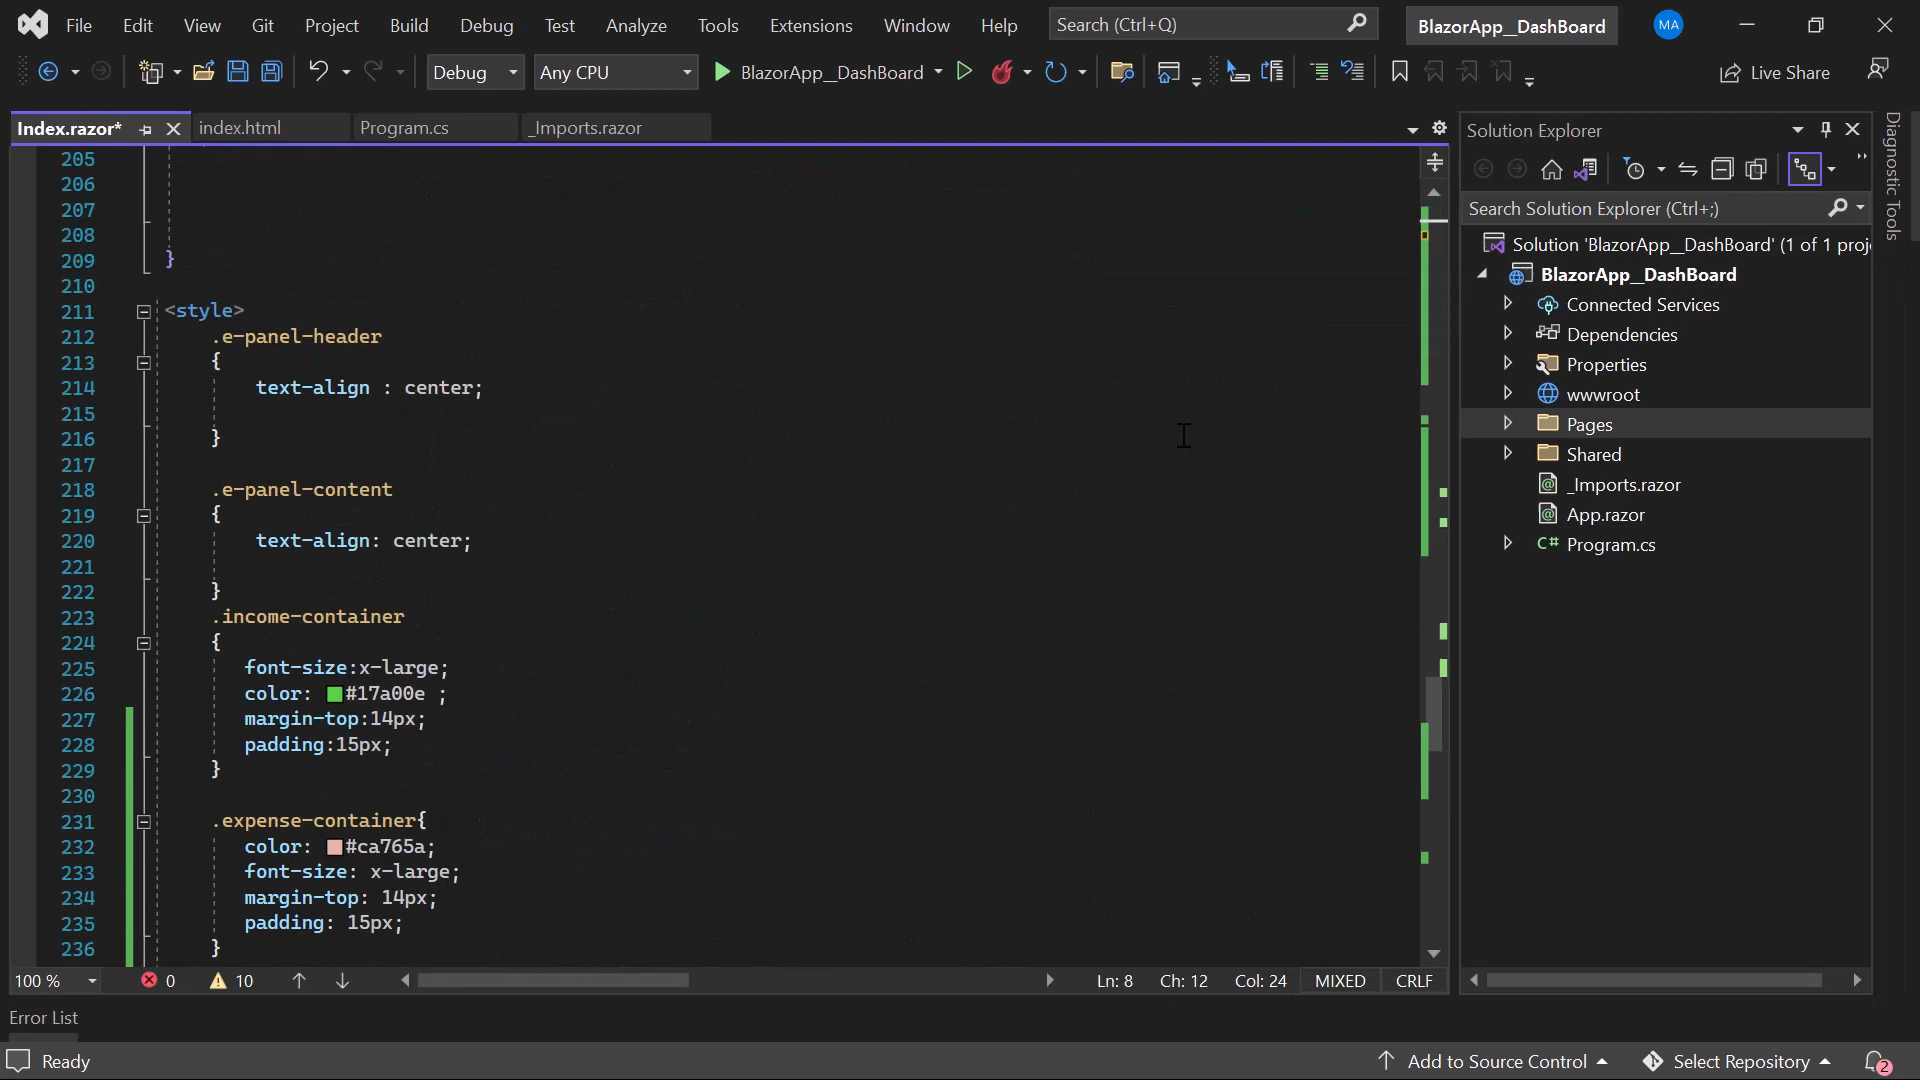 File Edit View Git Project Build Debug Test Analyze Tools Extensions Window Help Search (Ctrl+Q) BlazorApp__DashBoard MA
Debug Any CPU BlazorApp__DashBoard Live Share
Index.razor* index.html Program.cs _Imports.razor
205
206
207
208
209 }
210
211 <style>
212 .e-panel-header
213 {
214 text-align : center;
215
216 }
217
218 .e-panel-content
219 {
220 text-align: center;
221
222 }
223 .income-container
224 {
225 font-size:x-large;
226 color: #17a00e ;
227 margin-top:14px;
228 padding:15px;
229 }
230
231 .expense-container{
232 color: #ca765a;
233 font-size: x-large;
234 margin-top: 14px;
235 padding: 15px;
236 }
100 % 0 10 Ln: 8 Ch: 12 Col: 24 MIXED CRLF
Solution Explorer
Search Solution Explorer (Ctrl+;)
Solution 'BlazorApp__DashBoard' (1 of 1 proj
BlazorApp__DashBoard
Connected Services
Dependencies
Properties
wwwroot
Pages
Shared
_Imports.razor
App.razor
C# Program.cs
Diagnostic Tools
Error List
Ready Add to Source Control Select Repository 2